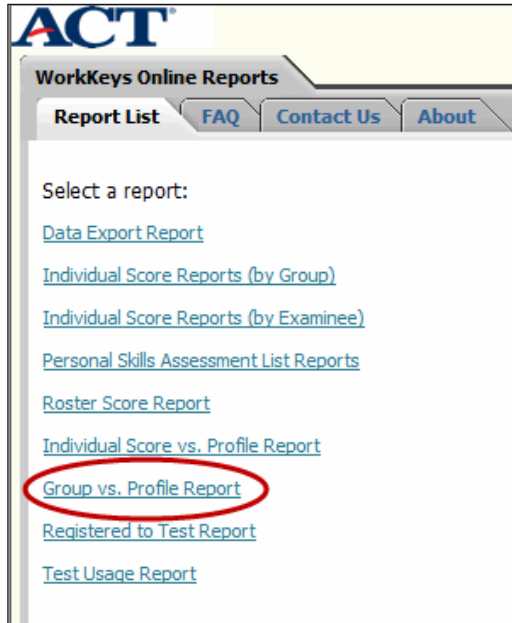 ACT
WorkKeys Online Reports
Report List FAQ Contact Us About
Select a report:
Data Export Report
Individual Score Reports (by Group)
Individual Score Reports (by Examinee)
Personal Skills Assessment List Reports
Roster Score Report
Individual Score vs. Profile Report
Group vs. Profile Report
Registered to Test Report
Test Usage Report